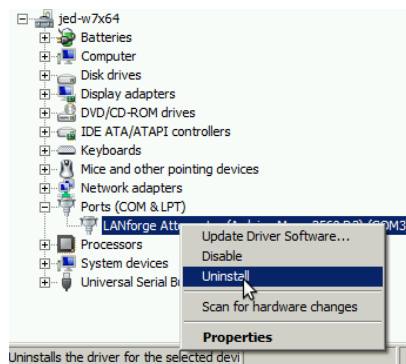 jed-w7x64
Batteries
Computer
Disk drives
Display adapters
DVD/CD-ROM drives
IDE ATA/ATAPI controllers
Keyboards
Mice and other pointing devices
Network adapters
Ports (COM & LPT)
LANforge (COM3
Update Driver Software...
Processors
Disable
System devices
Uninstall
Universal Serial
Scan for hardware changes
Properties
Uninstalls the driver for the selected devi